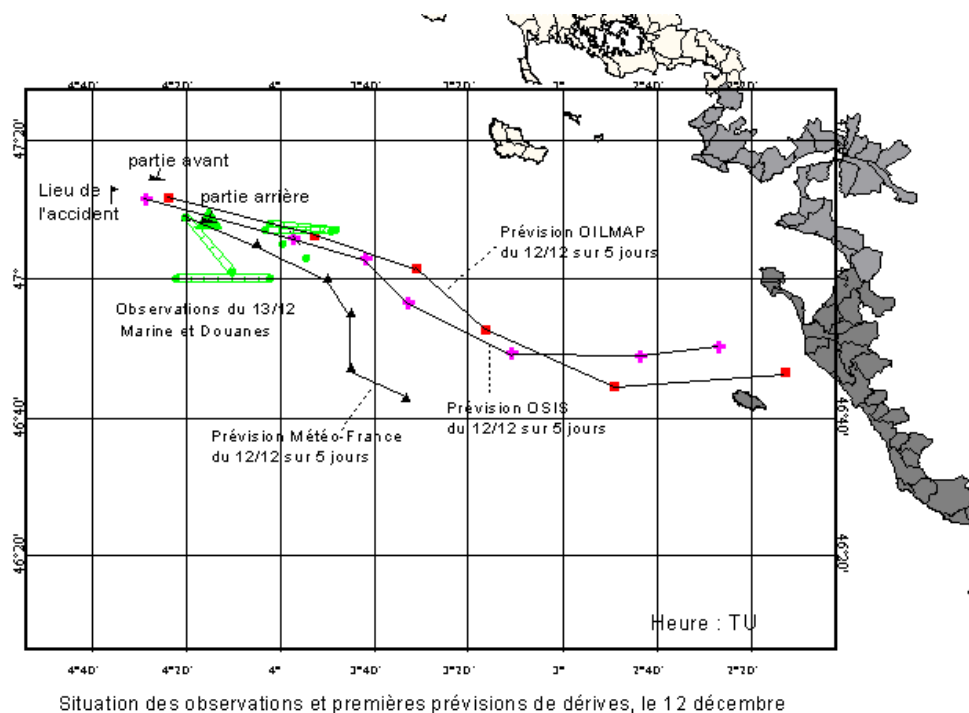 4°40' 4°20' 4° 3°40' 3°20' 3° 2°40' 2°20'
47°20'
47°20'
partie avant
Lieu de
l'accident
partie arrière
Prévision OILMAP
du 12/12 sur 5 jours
47°
47°
Observations du 13/12
Marine et Douanes
Prévision OSIS
du 12/12 sur 5 jours
46°40'
46°40'
Prévision Météo-France
du 12/12 sur 5 jours
46°20'
46°20'
Heure : TU
4°40' 4°20' 4° 3°40' 3°20' 3° 2°40' 2°20'
Situation des observations et premières prévisions de dérives, le 12 décembre